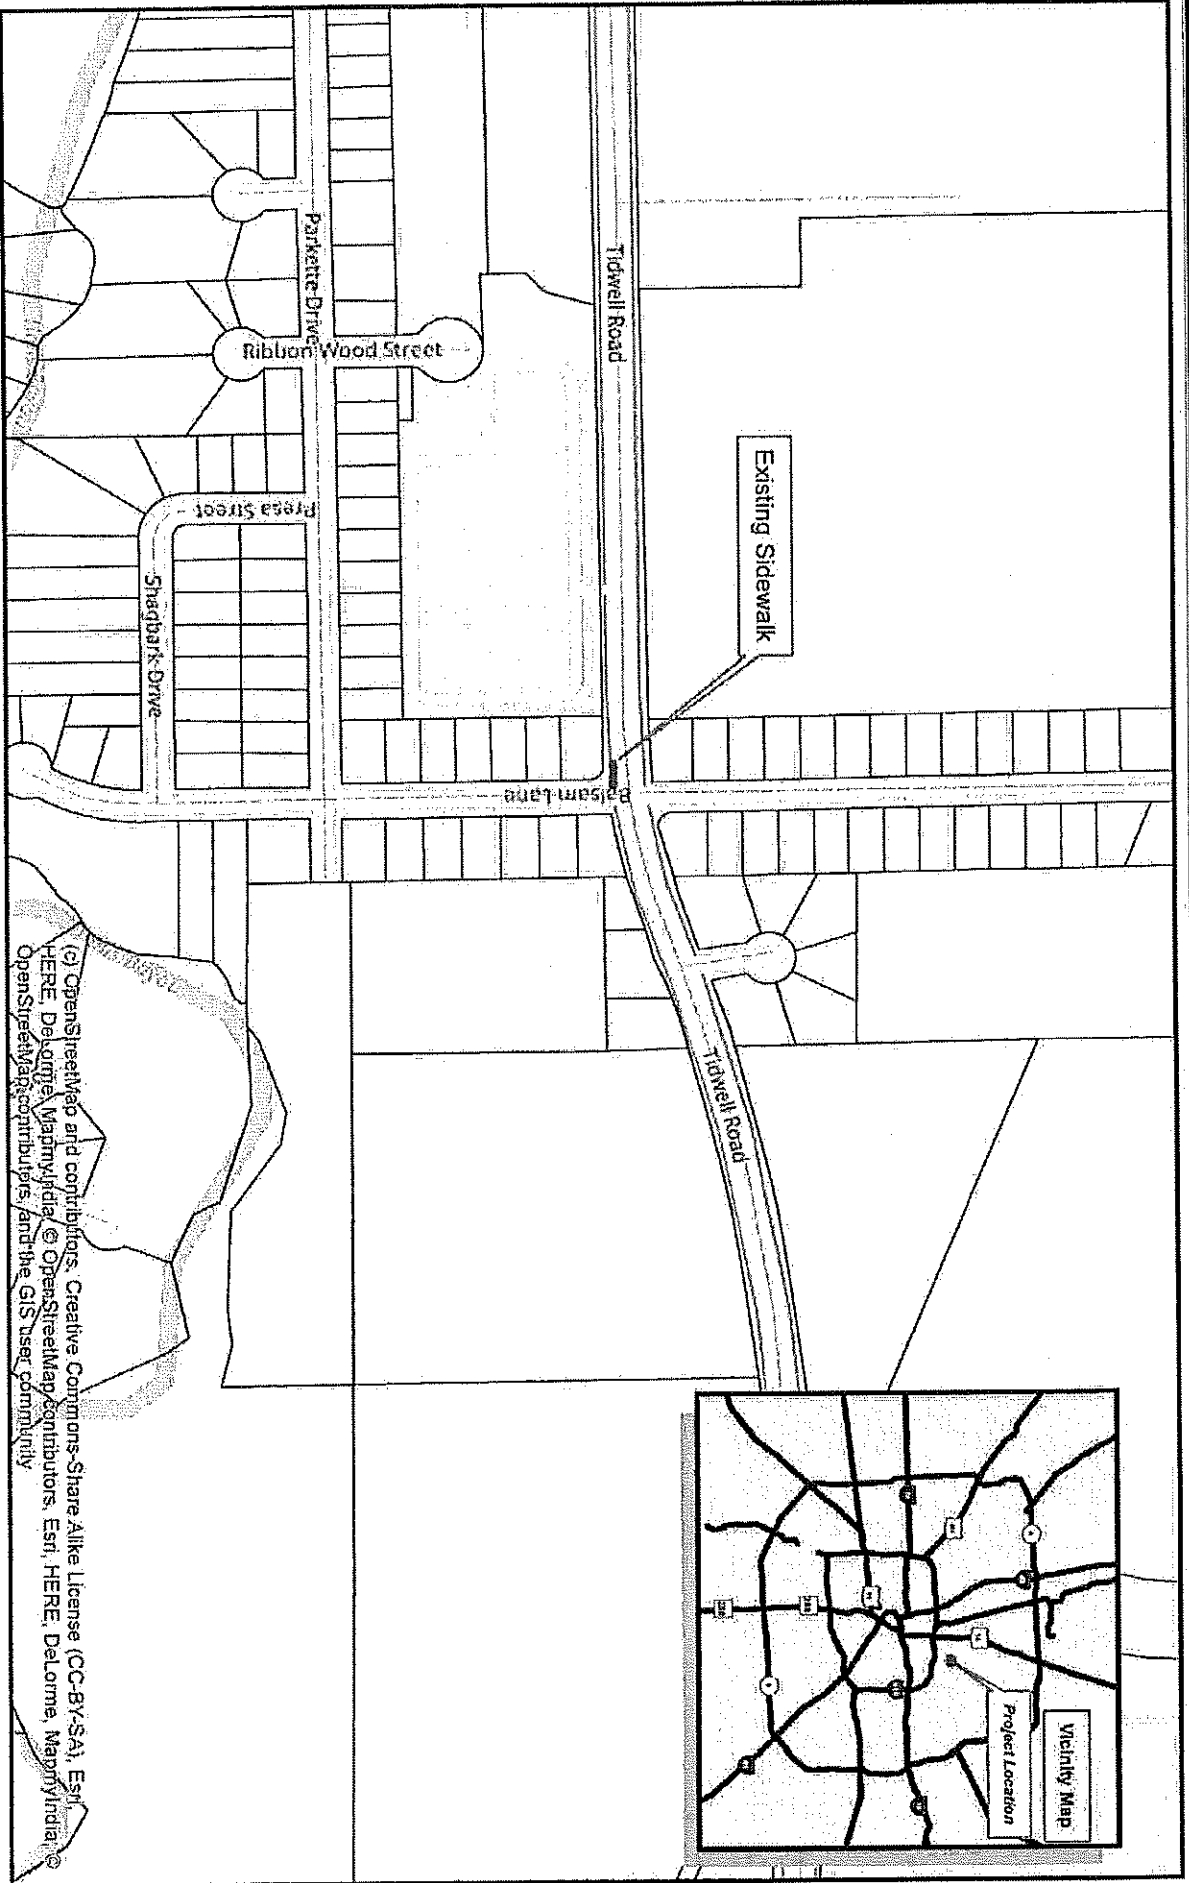 Vicinity Map
Project Location
Existing Sidewalk
Tidwell Road
Tidwell Road
Balsam Lane
Parkette Drive
Ribbon Wood Street
Presa Street
Shagbark Drive
288
288
(c) OpenStreetMap and contributors, Creative Commons-Share Alike License (CC-BY-SA), Esri,
HERE, DeLorme, MapmyIndia, © OpenStreetMap contributors, Esri, HERE, DeLorme, MapmyIndia, ©
OpenStreetMap contributors, and the GIS user community